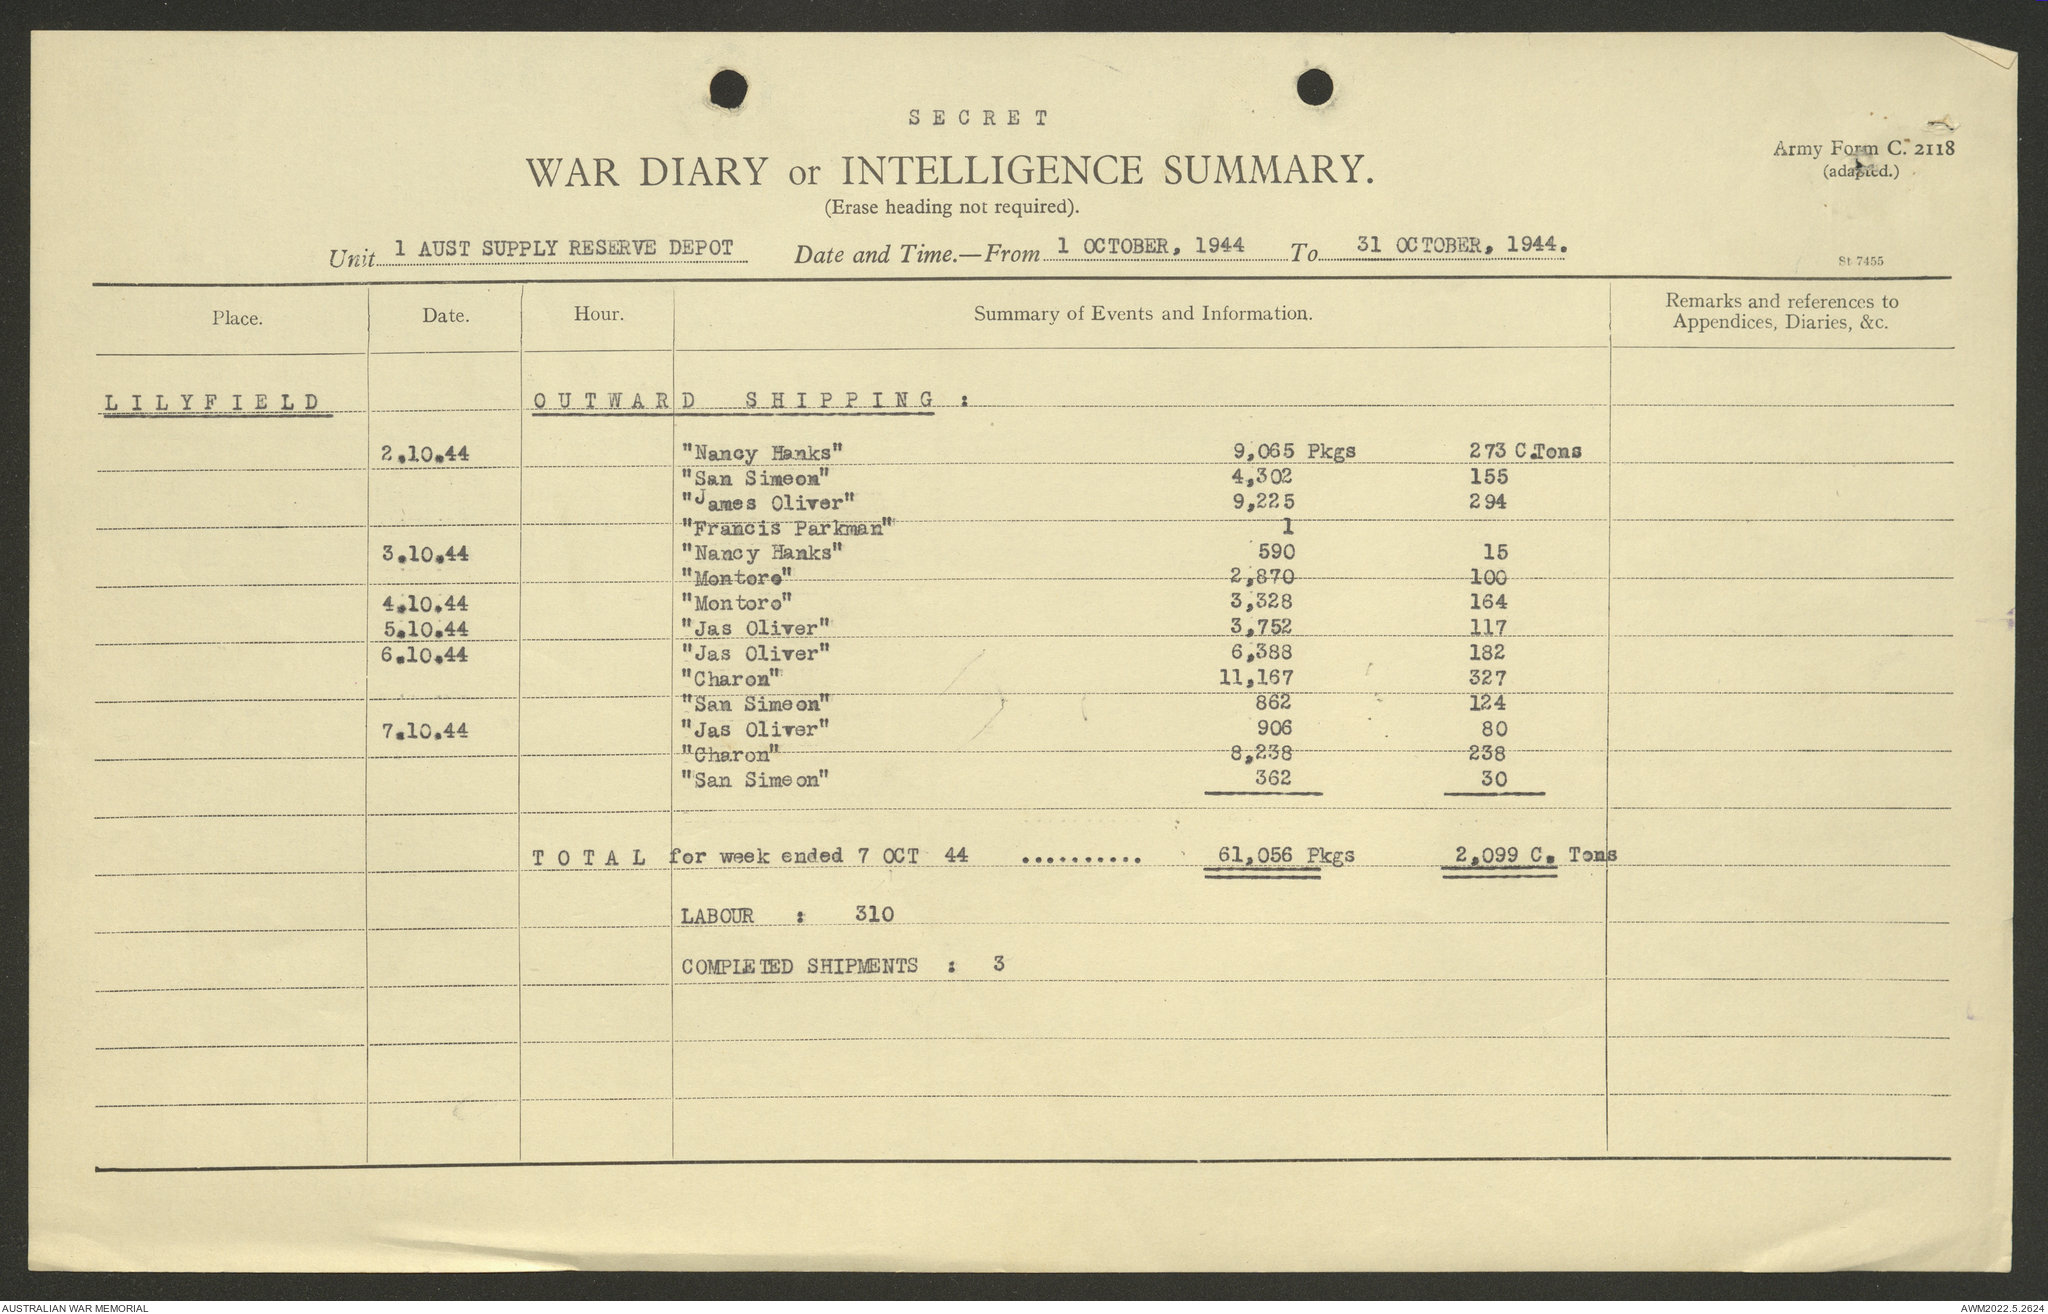 SECRET
WAR DIARY or INTELLIGENCE SUMMARY.
(Erase heading not required).
Army Form C. 2118
(adapted.)
Unit 1 AUST SUPPLY RESERVE DEPOT Date and Time.—From 1 OCTOBER, 1944 To 31 OCTOBER, 1944.
St 7455
Place. Date. Hour. Summary of Events and Information. Remarks and references to
Appendices, Diaries, &c.
LILYFIELD OUTWARD SHIPPING :
2.10.44 "Nancy Hanks" 9,065 Pkgs 273 C.Tons
"San Simeon" 4,302 155
"James Oliver" 9,225 294
"Francis Parkman" 1
3.10.44 "Nancy Hanks" 590 15
"Montoro" 2,870 100
4.10.44 "Montoro" 3,328 164
5.10.44 "Jas Oliver" 3,752 117
6.10.44 "Jas Oliver" 6,388 182
"Charon" 11,167 327
"San Simeon" 862 124
7.10.44 "Jas Oliver" 906 80
"Charon" 8,238 238
"San Simeon" 362 30
TOTAL for week ended 7 OCT 44 .......... 61,056 Pkgs 2,099 C. Tons
LABOUR : 310
COMPLETED SHIPMENTS : 3
AUSTRALIAN WAR MEMORIAL AWM2022.5.2624